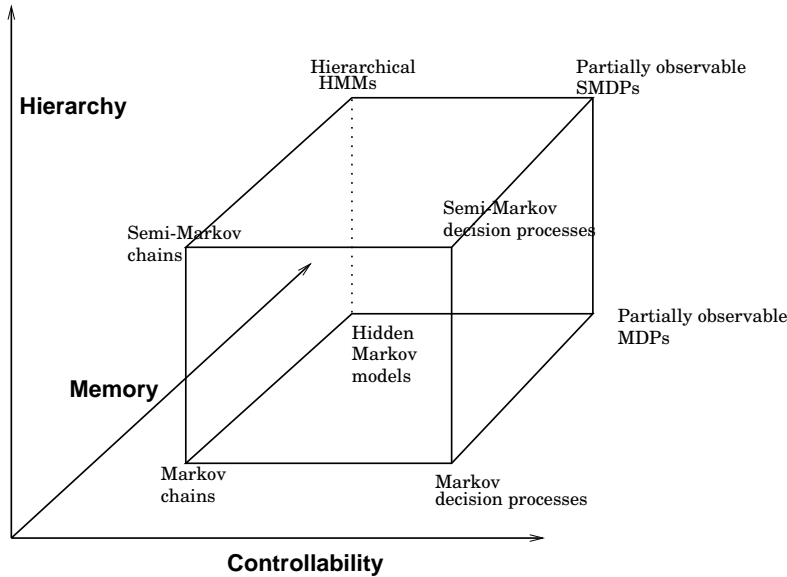 Hierarchical
HMMs
Partially observable
SMDPs
Hierarchy
Semi-Markov
decision processes
Semi-Markov
chains
Hidden
Markov
models
Partially observable
MDPs
Memory
Markov
chains
Markov
decision processes
Controllability